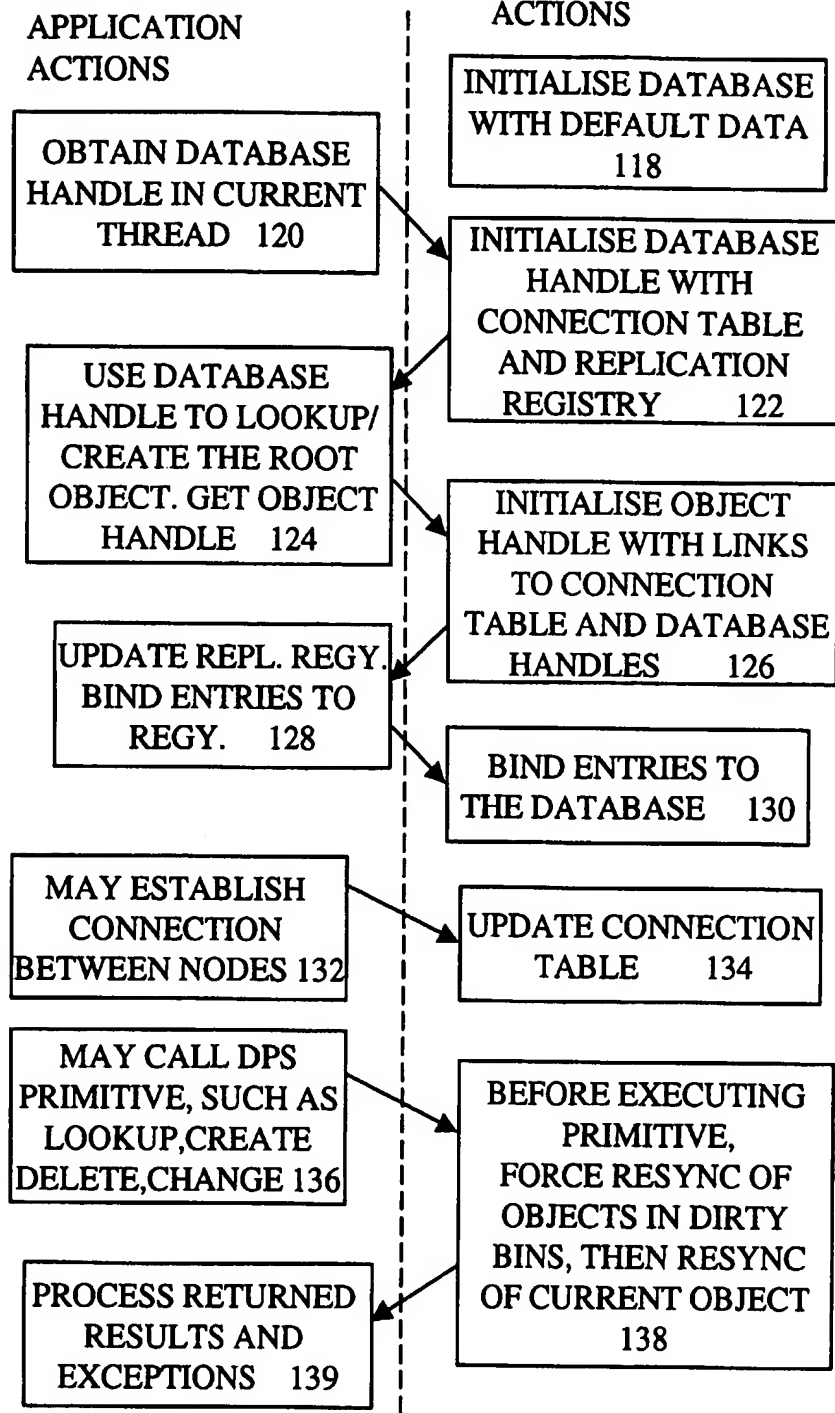 APPLICATION
ACTIONS
ACTIONS
INITIALISE DATABASE
WITH DEFAULT DATA
118
OBTAIN DATABASE
HANDLE IN CURRENT
THREAD 120
INITIALISE DATABASE
HANDLE WITH
CONNECTION TABLE
AND REPLICATION
REGISTRY 122
USE DATABASE
HANDLE TO LOOKUP/
CREATE THE ROOT
OBJECT. GET OBJECT
HANDLE 124
INITIALISE OBJECT
HANDLE WITH LINKS
TO CONNECTION
TABLE AND DATABASE
HANDLES 126
UPDATE REPL. REGY.
BIND ENTRIES TO
REGY. 128
BIND ENTRIES TO
THE DATABASE 130
MAY ESTABLISH
CONNECTION
BETWEEN NODES 132
UPDATE CONNECTION
TABLE 134
MAY CALL DPS
PRIMITIVE, SUCH AS
LOOKUP,CREATE
DELETE,CHANGE 136
BEFORE EXECUTING
PRIMITIVE,
FORCE RESYNC OF
OBJECTS IN DIRTY
BINS, THEN RESYNC
OF CURRENT OBJECT
138
PROCESS RETURNED
RESULTS AND
EXCEPTIONS 139